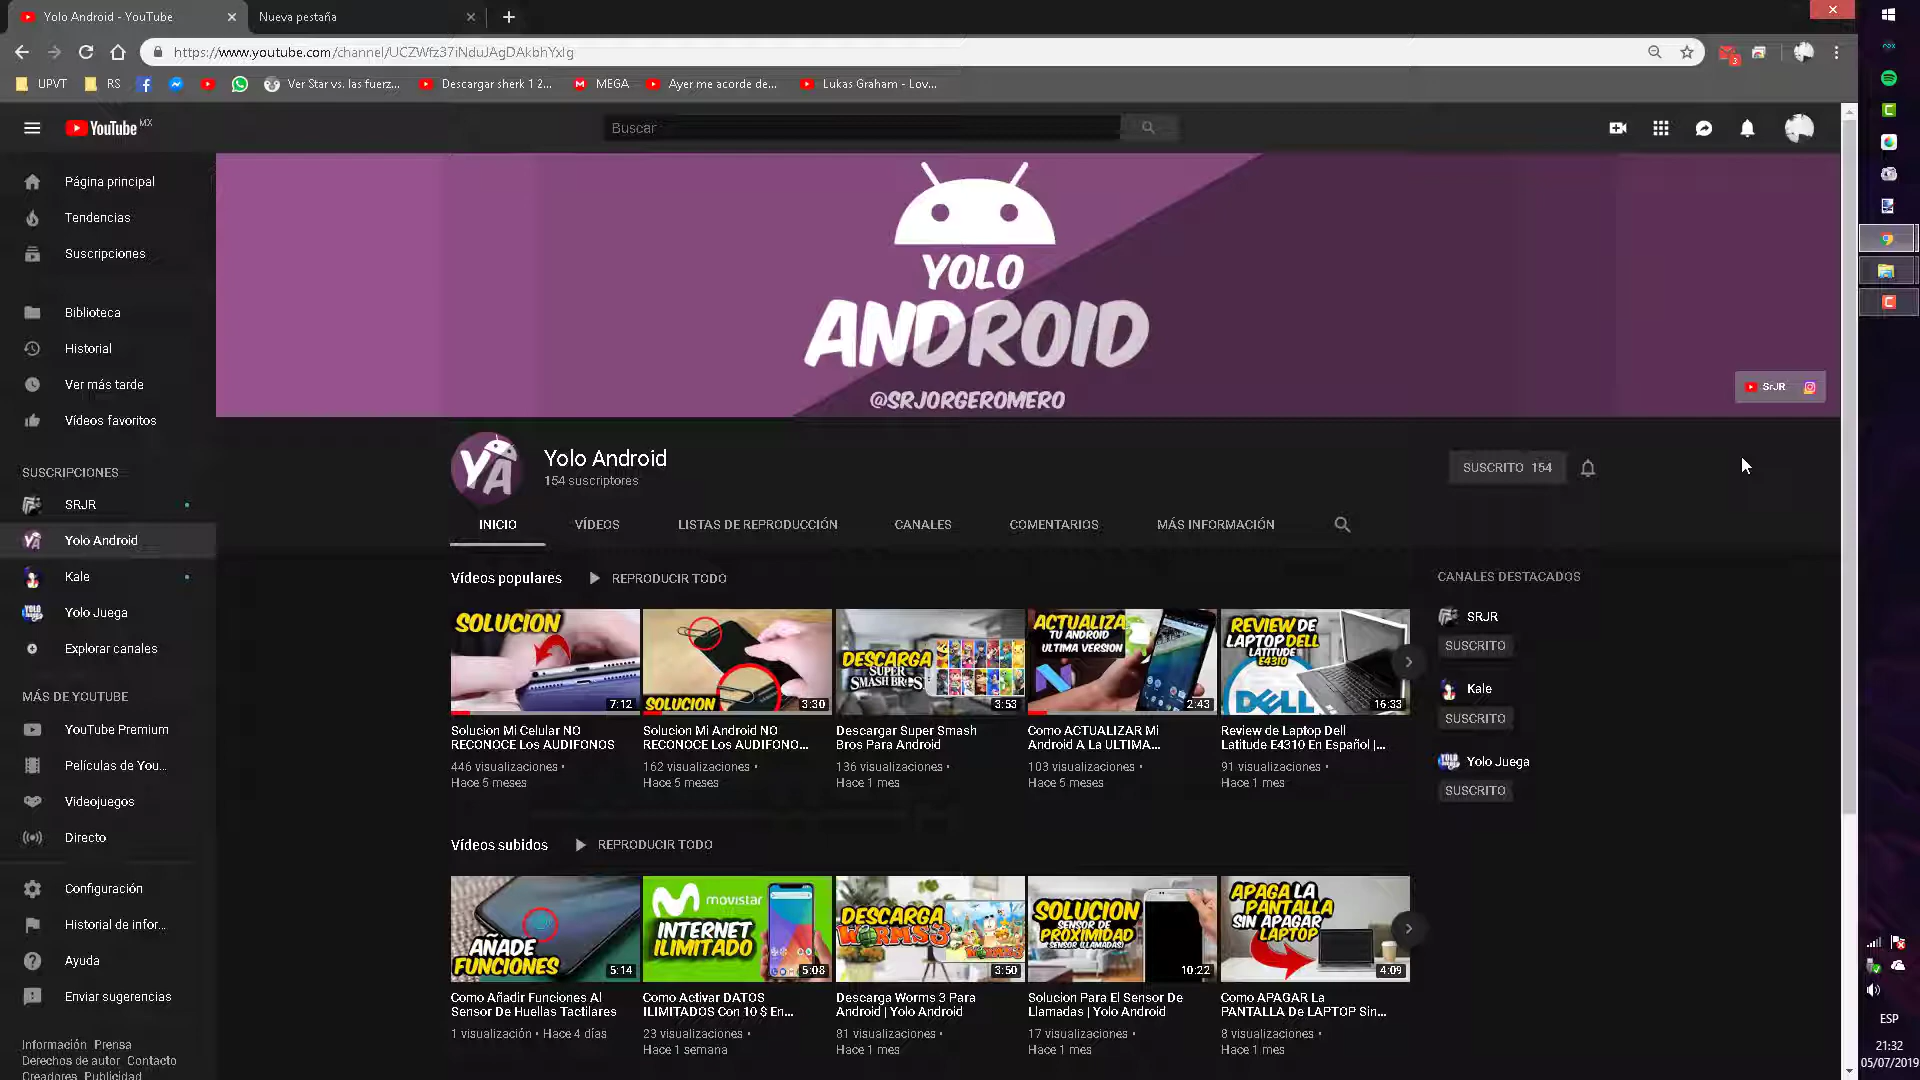 Yolo Android - YouTube
Nueva pestaña
https://www.youtube.com/channel/UCZWfz37iNduJAgDAkbhYxlg
3
UPVT
RS
Ver Star vs. las fuerz...
Descargar sherk 1 2...
MEGA
Ayer me acorde de...
Lukas Graham - Lov...
YouTube MX
Buscar
Página principal
Tendencias
Suscripciones
Biblioteca
Historial
Ver más tarde
Vídeos favoritos
SUSCRIPCIONES
SRJR
Yolo Android
Kale
Yolo Juega
Explorar canales
MÁS DE YOUTUBE
YouTube Premium
Películas de You...
Videojuegos
Directo
Configuración
Historial de infor...
Ayuda
Enviar sugerencias
Información Prensa
Derechos de autor Contacto
Creadores Publicidad
YOLO
ANDROID
@SRJORGEROMERO
SrJR
YA
Yolo Android
154 suscriptores
SUSCRITO 154
INICIO
VÍDEOS
LISTAS DE REPRODUCCIÓN
CANALES
COMENTARIOS
MÁS INFORMACIÓN
Vídeos populares
REPRODUCIR TODO
SOLUCION
7:12
Solucion Mi Celular NO
RECONOCE Los AUDIFONOS
446 visualizaciones •
Hace 5 meses
SOLUCION
3:30
Solucion Mi Android NO
RECONOCE Los AUDIFONO...
162 visualizaciones •
Hace 5 meses
DESCARGA
SUPER
SMASH BROS
3:53
Descargar Super Smash
Bros Para Android
136 visualizaciones •
Hace 1 mes
ACTUALIZA
TU ANDROID
ULTIMA VERSION
2:43
Como ACTUALIZAR Mi
Android A La ULTIMA...
103 visualizaciones •
Hace 5 meses
REVIEW DE
LAPTOP DELL
LATITUDE
E4310
DELL
16:33
Review de Laptop Dell
Latitude E4310 En Español |...
91 visualizaciones •
Hace 1 mes
CANALES DESTACADOS
SRJR
SUSCRITO
Kale
SUSCRITO
Yolo Juega
SUSCRITO
Vídeos subidos
REPRODUCIR TODO
AÑADE
FUNCIONES
5:14
Como Añadir Funciones Al
Sensor De Huellas Tactilares
1 visualización • Hace 4 días
movistar
INTERNET
ILIMITADO
5:08
Como Activar DATOS
ILIMITADOS Con 10 $ En...
23 visualizaciones •
Hace 1 semana
DESCARGA
WORMS 3
3:50
Descarga Worms 3 Para
Android | Yolo Android
81 visualizaciones •
Hace 1 mes
SOLUCION
SENSOR DE
PROXIMIDAD
SENSOR (LLAMADAS)
10:22
Solucion Para El Sensor De
Llamadas | Yolo Android
17 visualizaciones •
Hace 1 mes
APAGA LA
PANTALLA
SIN APAGAR
LAPTOP
4:09
Como APAGAR La
PANTALLA De LAPTOP Sin...
8 visualizaciones •
Hace 1 mes
ESP
21:32
05/07/2019